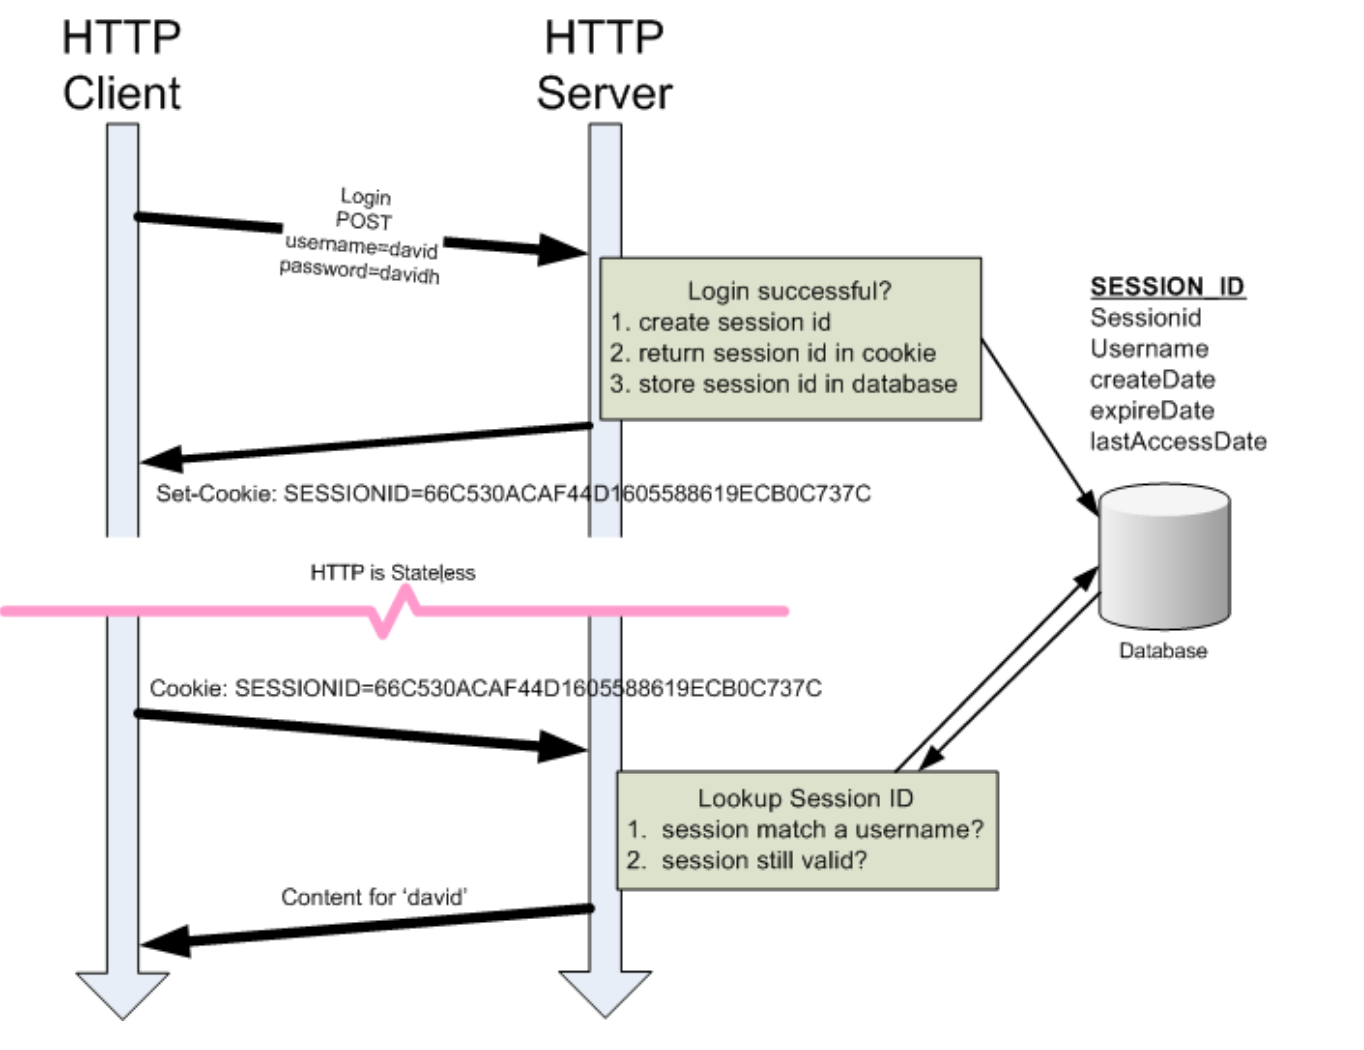 HTTP
Client
HTTP
Server
Login
POST
username=david
password=davidh
Login successful?
1. create session id
2. return session id in cookie
3. store session id in database
SESSION_ID
Sessionid
Username
createDate
expireDate
lastAccessDate
Set-Cookie: SESSIONID=66C530ACAF44D1605588619ECB0C737C
HTTP is Stateless
Database
Cookie: SESSIONID=66C530ACAF44D1605588619ECB0C737C
Lookup Session ID
1. session match a username?
2. session still valid?
Content for ‘david’